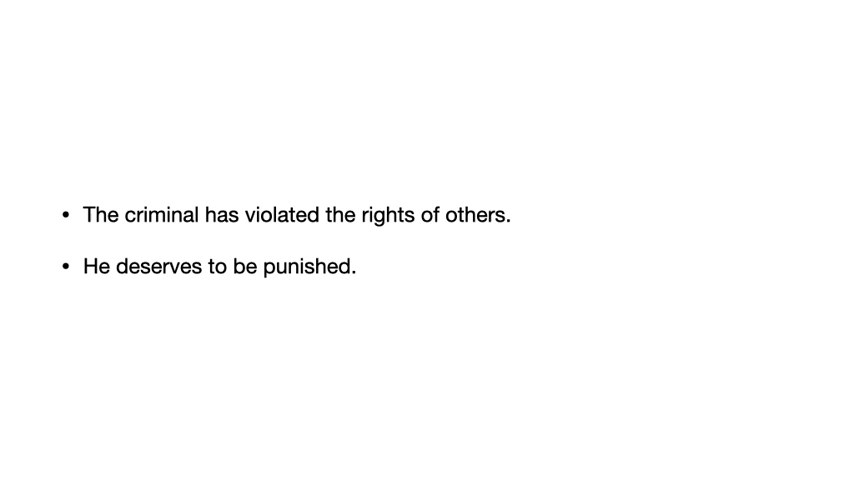 • The criminal has violated the rights of others.
• He deserves to be punished.